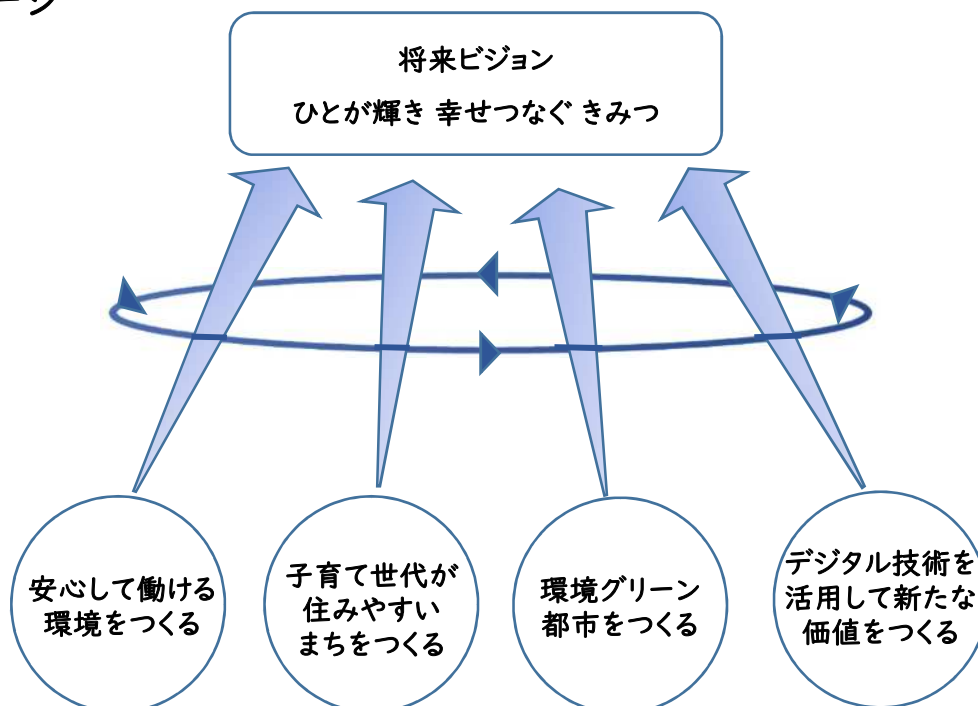 将来ビジョン
ひとが輝き 幸せつなぐ きみつ
安心して働ける
環境をつくる
子育て世代が
住みやすい
まちをつくる
環境グリーン
都市をつくる
デジタル技術を
活用して新たな
価値をつくる